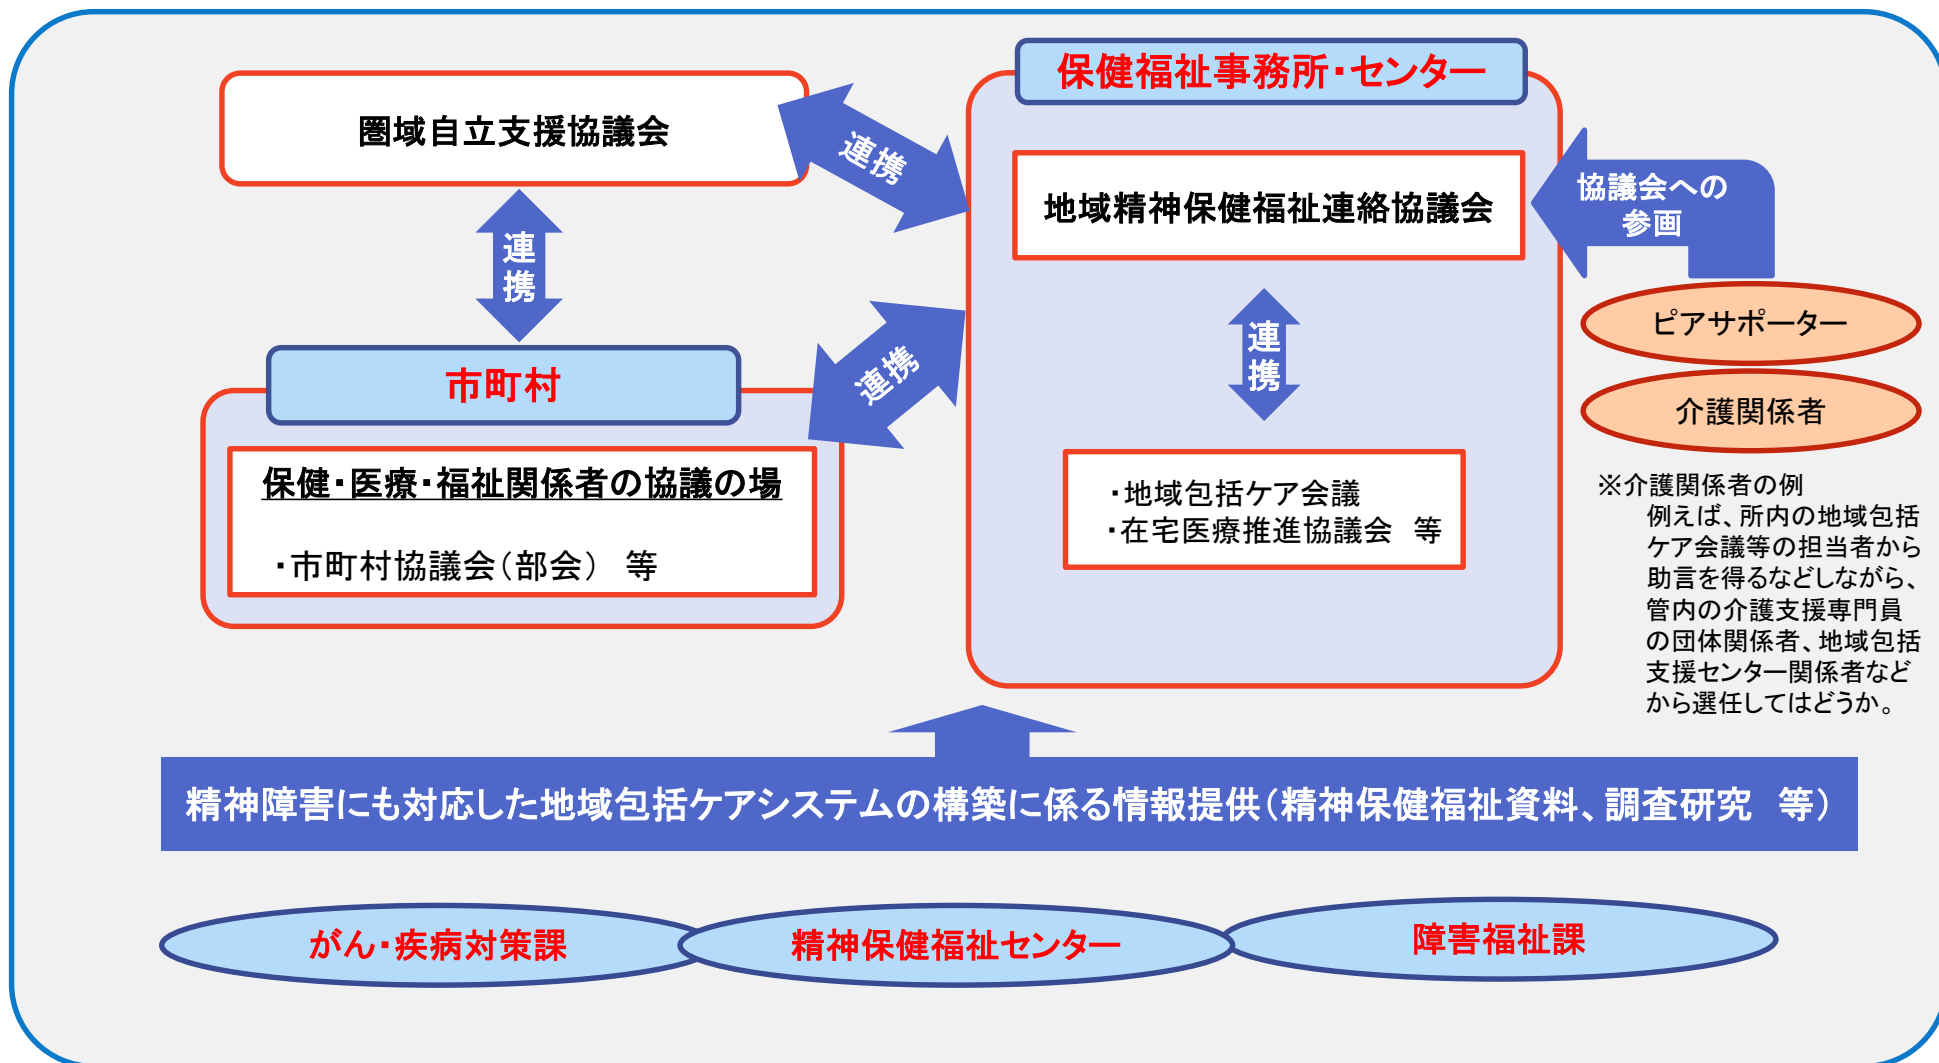 保健福祉事務所・センター
圏域自立支援協議会
連携
地域精神保健福祉連絡協議会
協議会への
参画
連携
連携
連携
ピアサポーター
介護関係者
市町村
保健・医療・福祉関係者の協議の場
・市町村協議会（部会）　等
・地域包括ケア会議
・在宅医療推進協議会　等
※介護関係者の例
例えば、所内の地域包括
ケア会議等の担当者から
助言を得るなどしながら、
管内の介護支援専門員
の団体関係者、地域包括
支援センター関係者など
から選任してはどうか。
精神障害にも対応した地域包括ケアシステムの構築に係る情報提供（精神保健福祉資料、調査研究　等）
がん・疾病対策課
精神保健福祉センター
障害福祉課